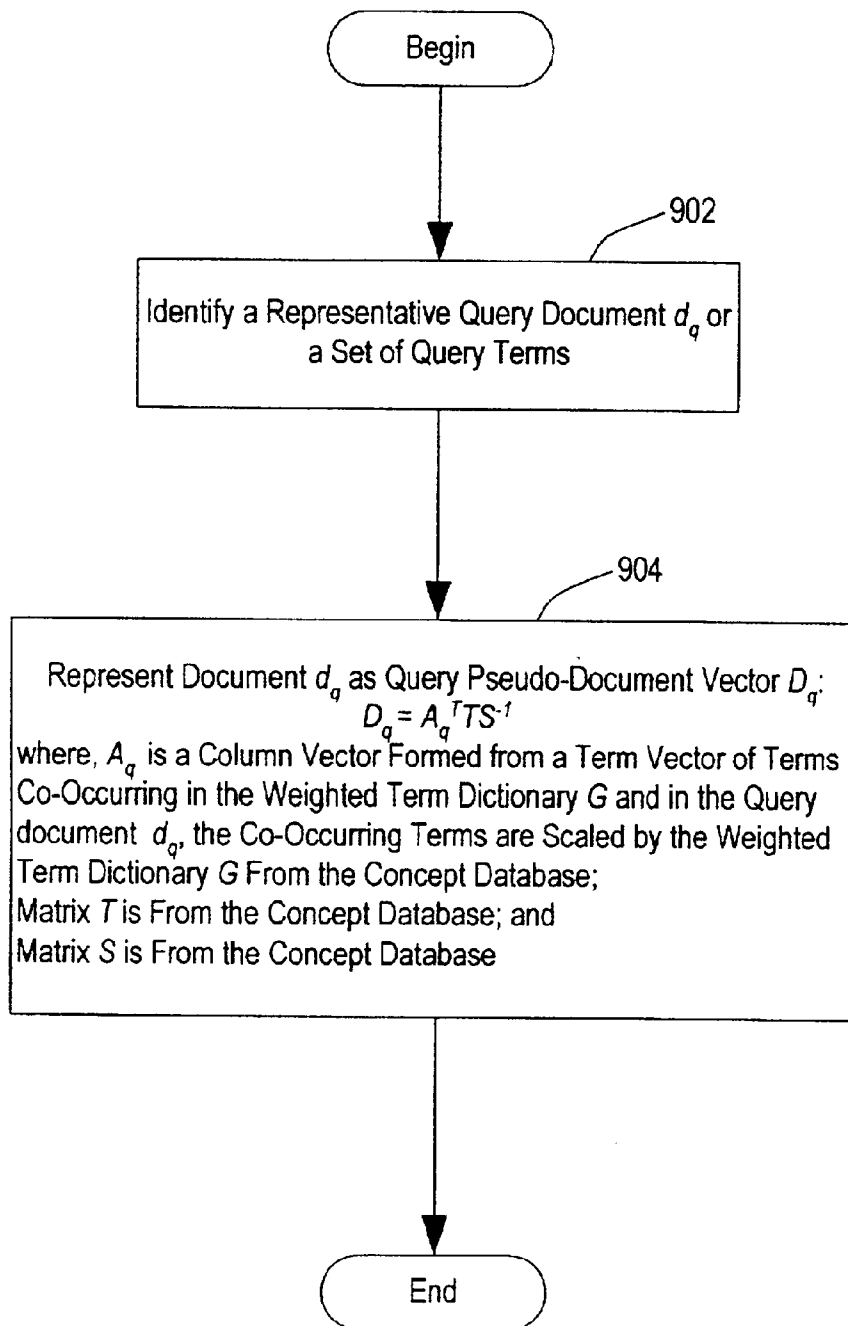 Begin
902
Identify a Representative Query Document d_q or
a Set of Query Terms
904
Represent Document d_q as Query Pseudo-Document Vector D_q:
D_q = A_q^T TS^-1
where, A_q is a Column Vector Formed from a Term Vector of Terms
Co-Occurring in the Weighted Term Dictionary G and in the Query
document d_q, the Co-Occurring Terms are Scaled by the Weighted
Term Dictionary G From the Concept Database;
Matrix T is From the Concept Database; and
Matrix S is From the Concept Database
End